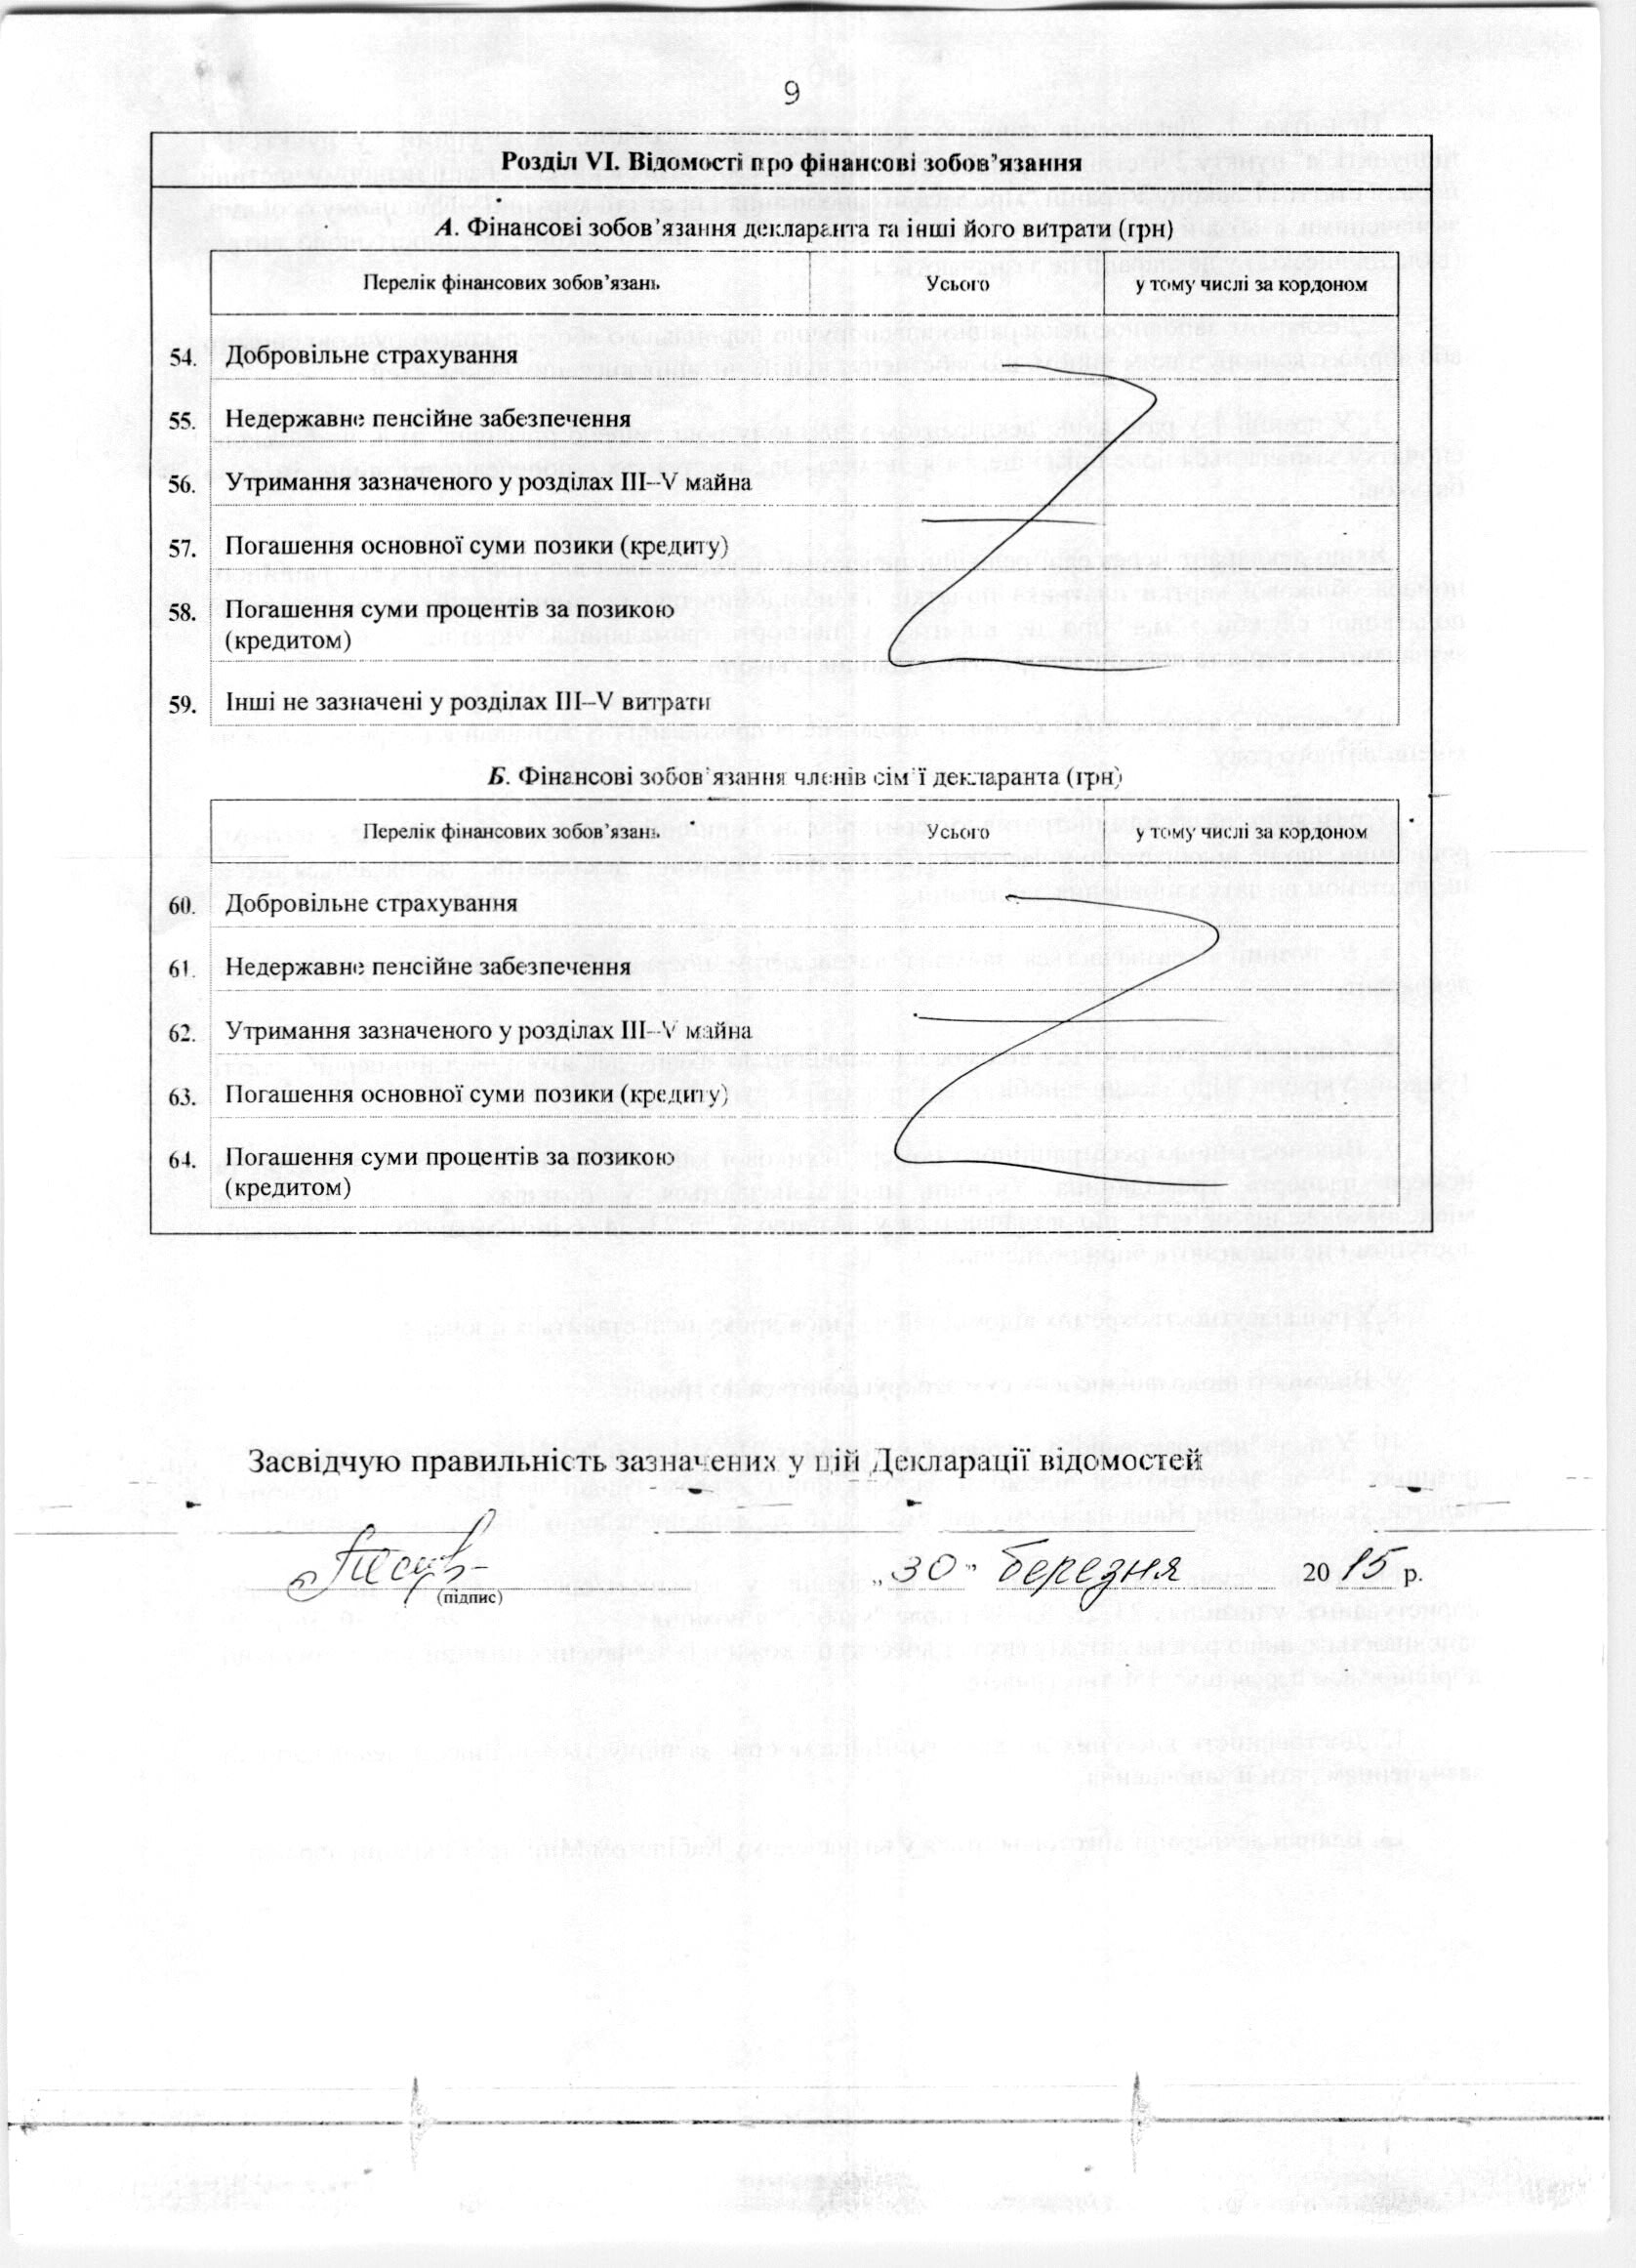 9
Розділ VI. Відомості про фінансові зобов’язання
А. Фінансові зобов’язання декларанта та інші його витрати (грн)
Перелік фінансових зобов’язань Усього у тому числі за кордоном
54. Добровільне страхування
55. Недержавне пенсійне забезпечення
56. Утримання зазначеного у розділах III–V майна
57. Погашення основної суми позики (кредиту)
58. Погашення суми процентів за позикою
(кредитом)
59. Інші не зазначені у розділах III–V витрати
Б. Фінансові зобов’язання членів сім’ї декларанта (грн)
Перелік фінансових зобов’язань Усього у тому числі за кордоном
60. Добровільне страхування
61. Недержавне пенсійне забезпечення
62. Утримання зазначеного у розділах III–V майна
63. Погашення основної суми позики (кредиту)
64. Погашення суми процентів за позикою
(кредитом)
Засвідчую правильність зазначених у цій Декларації відомостей
„30” березня 2015 р.
(підпис)